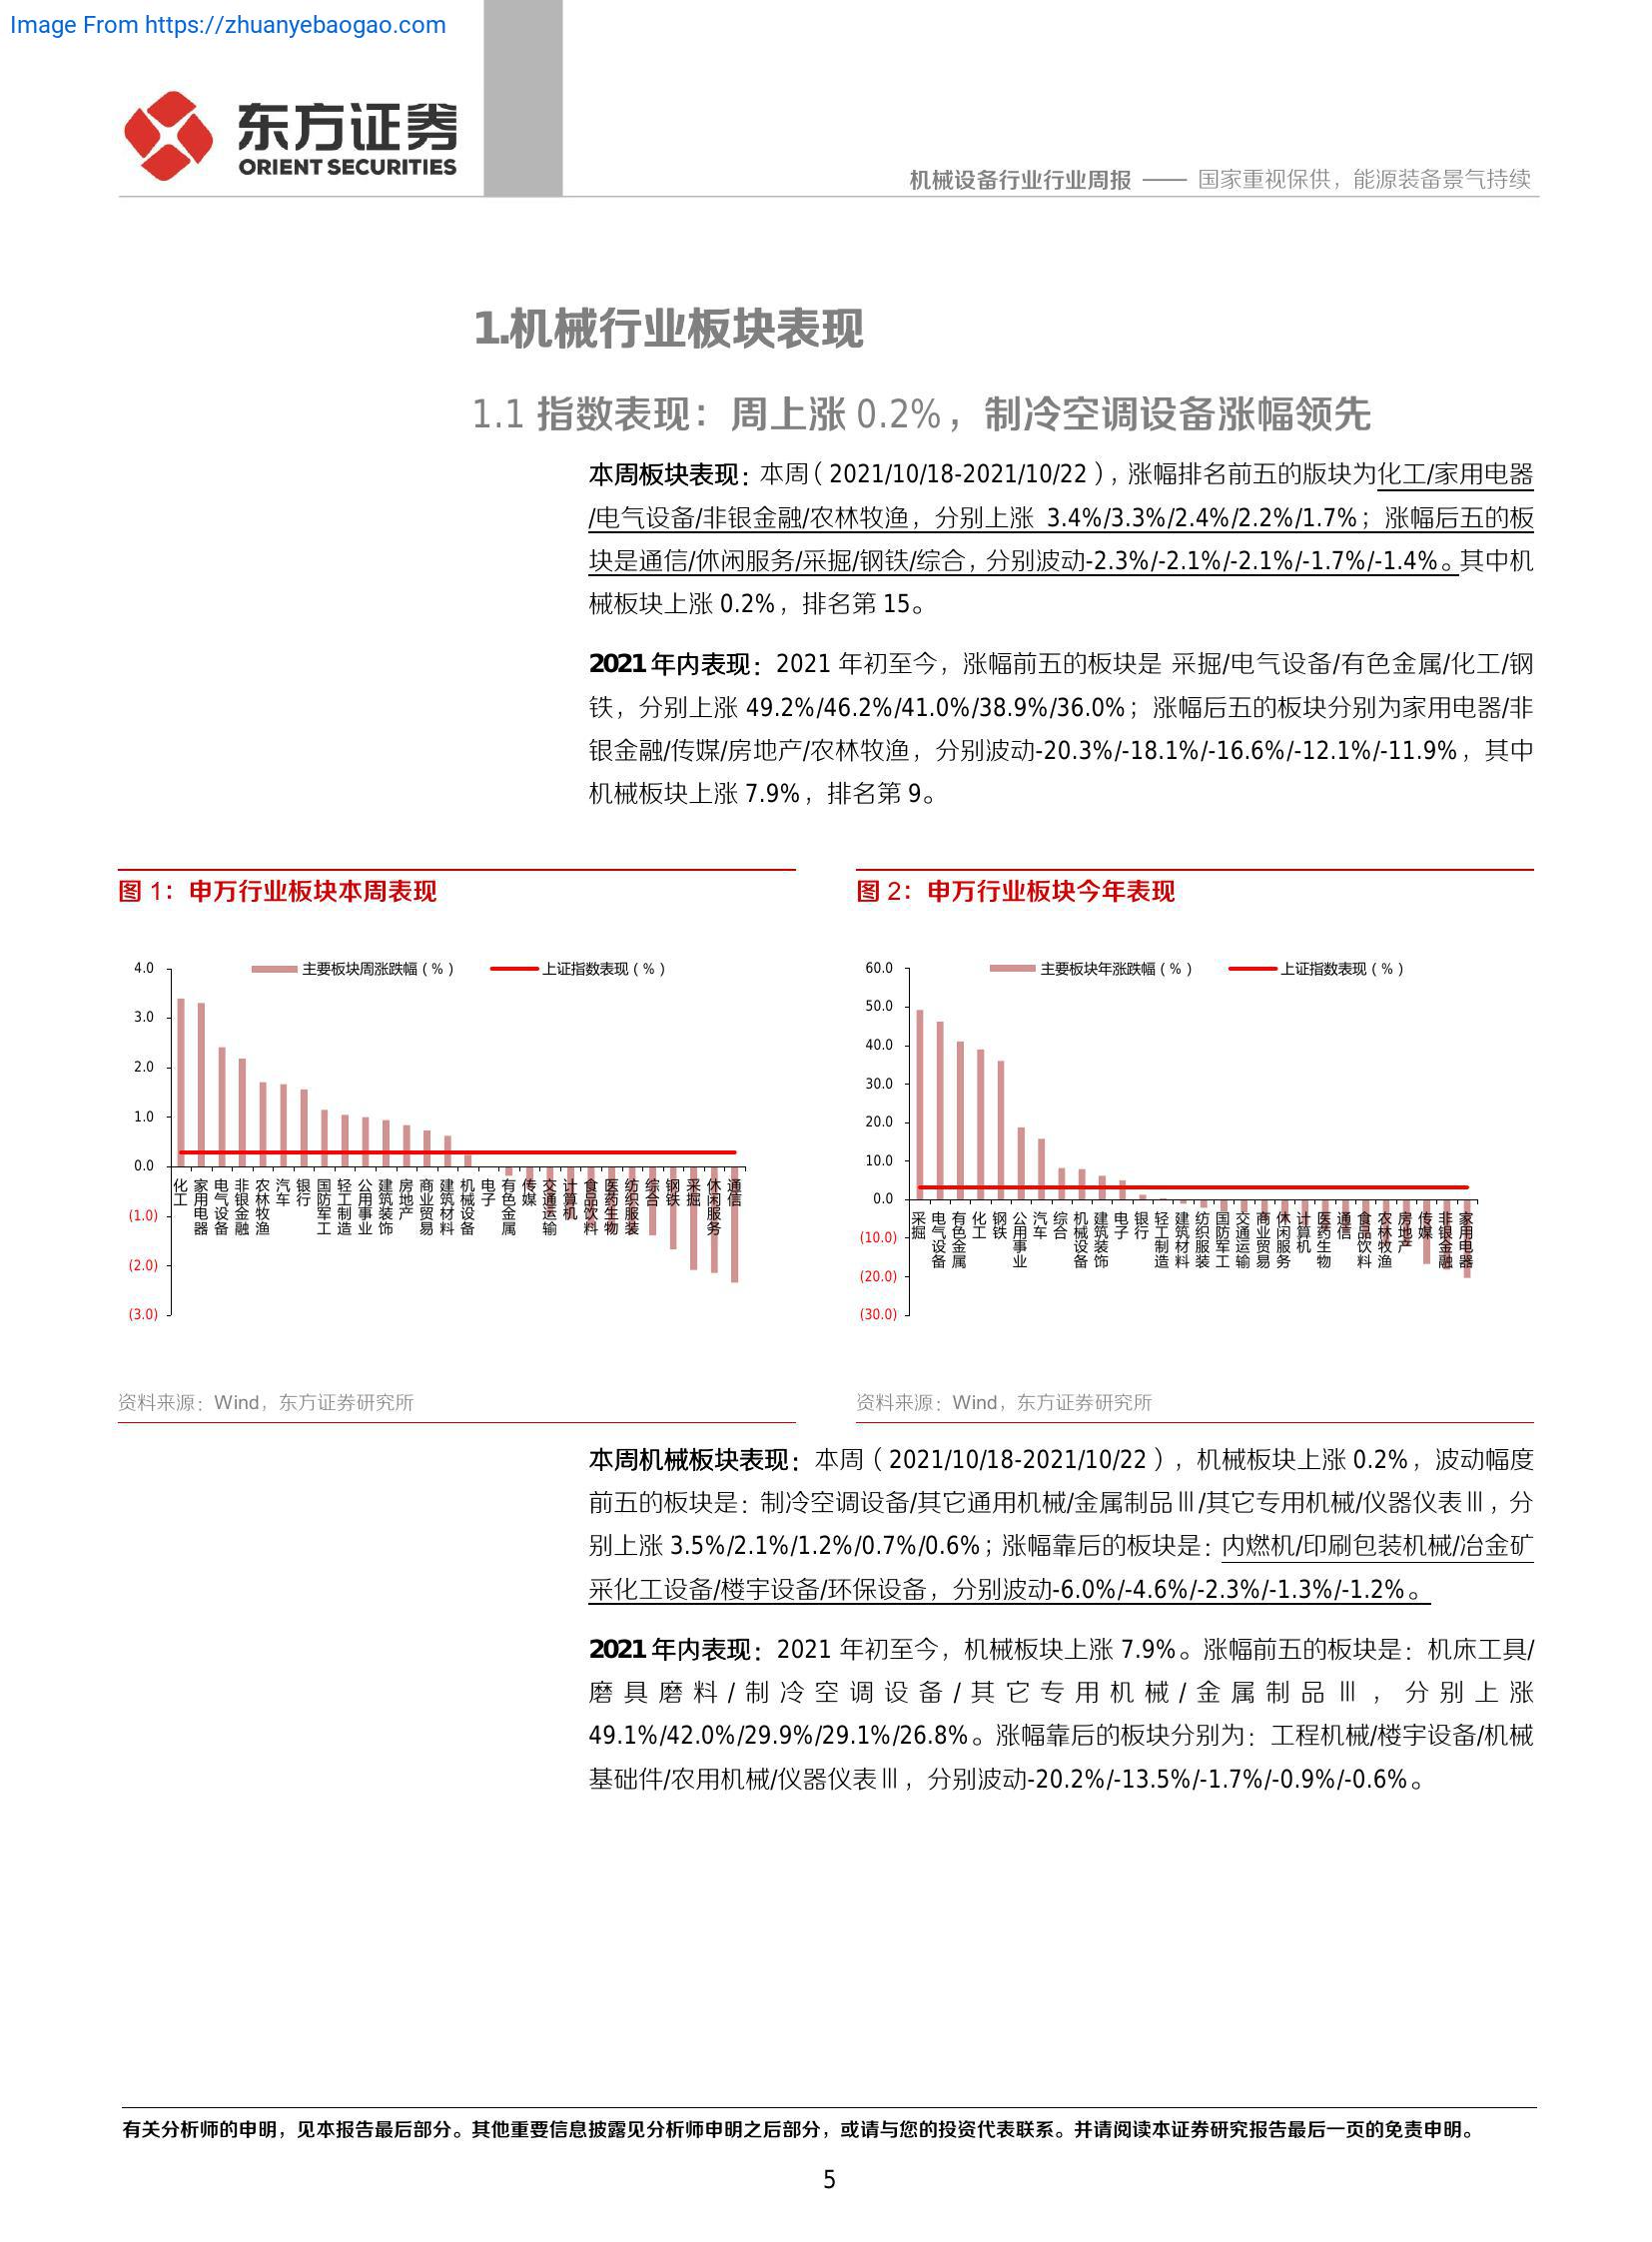 Image From https://zhuanyebaogao.com
东方证券
ORIENT SECURITIES
机械设备行业行业周报 —— 国家重视保供，能源装备景气持续
1.机械行业板块表现
1.1 指数表现：周上涨 0.2%，制冷空调设备涨幅领先
本周板块表现：本周（2021/10/18-2021/10/22），涨幅排名前五的版块为化工/家用电器
/电气设备/非银金融/农林牧渔，分别上涨 3.4%/3.3%/2.4%/2.2%/1.7%；涨幅后五的板
块是通信/休闲服务/采掘/钢铁/综合，分别波动-2.3%/-2.1%/-2.1%/-1.7%/-1.4%。其中机
械板块上涨 0.2%，排名第 15。
2021 年内表现：2021 年初至今，涨幅前五的板块是 采掘/电气设备/有色金属/化工/钢
铁，分别上涨 49.2%/46.2%/41.0%/38.9%/36.0%；涨幅后五的板块分别为家用电器/非
银金融/传媒/房地产/农林牧渔，分别波动-20.3%/-18.1%/-16.6%/-12.1%/-11.9%，其中
机械板块上涨 7.9%，排名第 9。
图 1：申万行业板块本周表现
主要板块周涨跌幅（%）
上证指数表现（%）
4.0
3.0
2.0
1.0
0.0
(1.0)
(2.0)
(3.0)
化工
家用电器
电气设备
非银金融
农林牧渔
汽车
银行
国防军工
轻工制造
公用事业
建筑装饰
房地产
商业贸易
建筑材料
机械设备
电子
有色金属
传媒
交通运输
计算机
食品饮料
医药生物
纺织服装
综合
钢铁
采掘
休闲服务
通信
资料来源：Wind，东方证券研究所
图 2：申万行业板块今年表现
主要板块年涨跌幅（%）
上证指数表现（%）
60.0
50.0
40.0
30.0
20.0
10.0
0.0
(10.0)
(20.0)
(30.0)
采掘
电气设备
有色金属
化工
钢铁
公用事业
汽车
综合
机械设备
建筑装饰
电子
银行
轻工制造
建筑材料
纺织服装
国防军工
交通运输
商业贸易
休闲服务
计算机
医药生物
通信
食品饮料
农林牧渔
房地产
传媒
非银金融
家用电器
资料来源：Wind，东方证券研究所
本周机械板块表现：本周（2021/10/18-2021/10/22），机械板块上涨 0.2%，波动幅度
前五的板块是：制冷空调设备/其它通用机械/金属制品Ⅲ/其它专用机械/仪器仪表Ⅲ，分
别上涨 3.5%/2.1%/1.2%/0.7%/0.6%；涨幅靠后的板块是：内燃机/印刷包装机械/冶金矿
采化工设备/楼宇设备/环保设备，分别波动-6.0%/-4.6%/-2.3%/-1.3%/-1.2%。
2021 年内表现：2021 年初至今，机械板块上涨 7.9%。涨幅前五的板块是：机床工具/
磨具磨料/制冷空调设备/其它专用机械/金属制品Ⅲ，分别上涨
49.1%/42.0%/29.9%/29.1%/26.8%。涨幅靠后的板块分别为：工程机械/楼宇设备/机械
基础件/农用机械/仪器仪表Ⅲ，分别波动-20.2%/-13.5%/-1.7%/-0.9%/-0.6%。
有关分析师的申明，见本报告最后部分。其他重要信息披露见分析师申明之后部分，或请与您的投资代表联系。并请阅读本证券研究报告最后一页的免责申明。
5